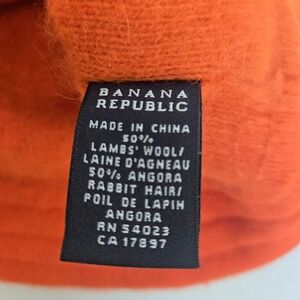 BANANA
REPUBLIC
MADE IN CHINA
50%
LAMBS' WOOL/
LAINE D'AGNEAU
50% ANGORA
RABBIT HAIR/
POIL DE LAPIN
ANGORA
RN 54023
CA 17897